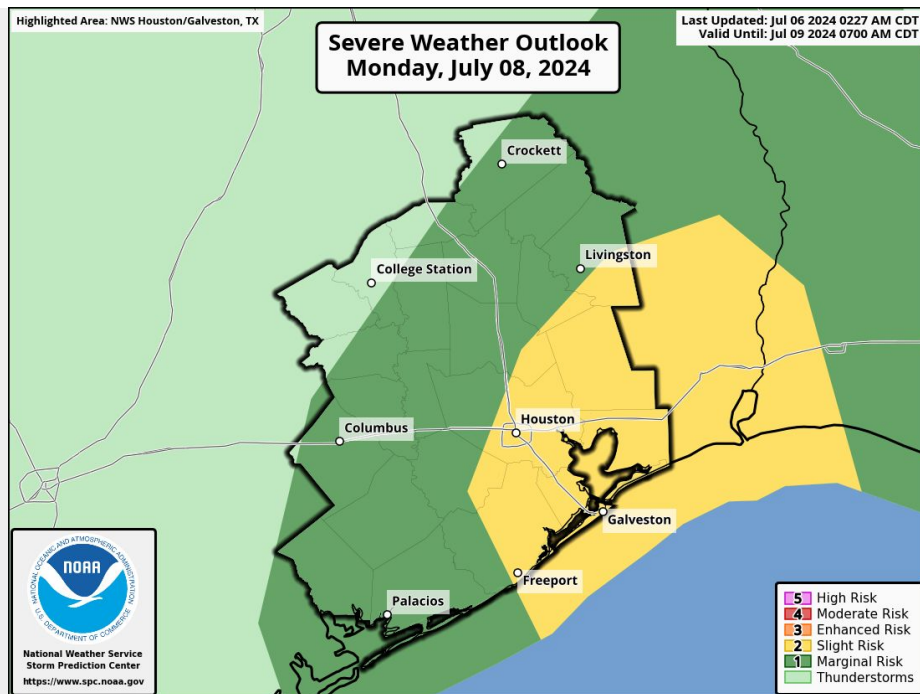 Highlighted Area: NWS Houston/Galveston, TX
Last Updated: Jul 06 2024 0227 AM CDT
Valid Until: Jul 09 2024 0700 AM CDT
Severe Weather Outlook
Monday, July 08, 2024
Crockett
College Station
Livingston
Columbus
Houston
Galveston
Freeport
Palacios
NATIONAL OCEANIC AND ATMOSPHERIC ADMINISTRATION
NOAA
U.S. DEPARTMENT OF COMMERCE
National Weather Service
Storm Prediction Center
https://www.spc.noaa.gov
5 High Risk
4 Moderate Risk
3 Enhanced Risk
2 Slight Risk
1 Marginal Risk
Thunderstorms